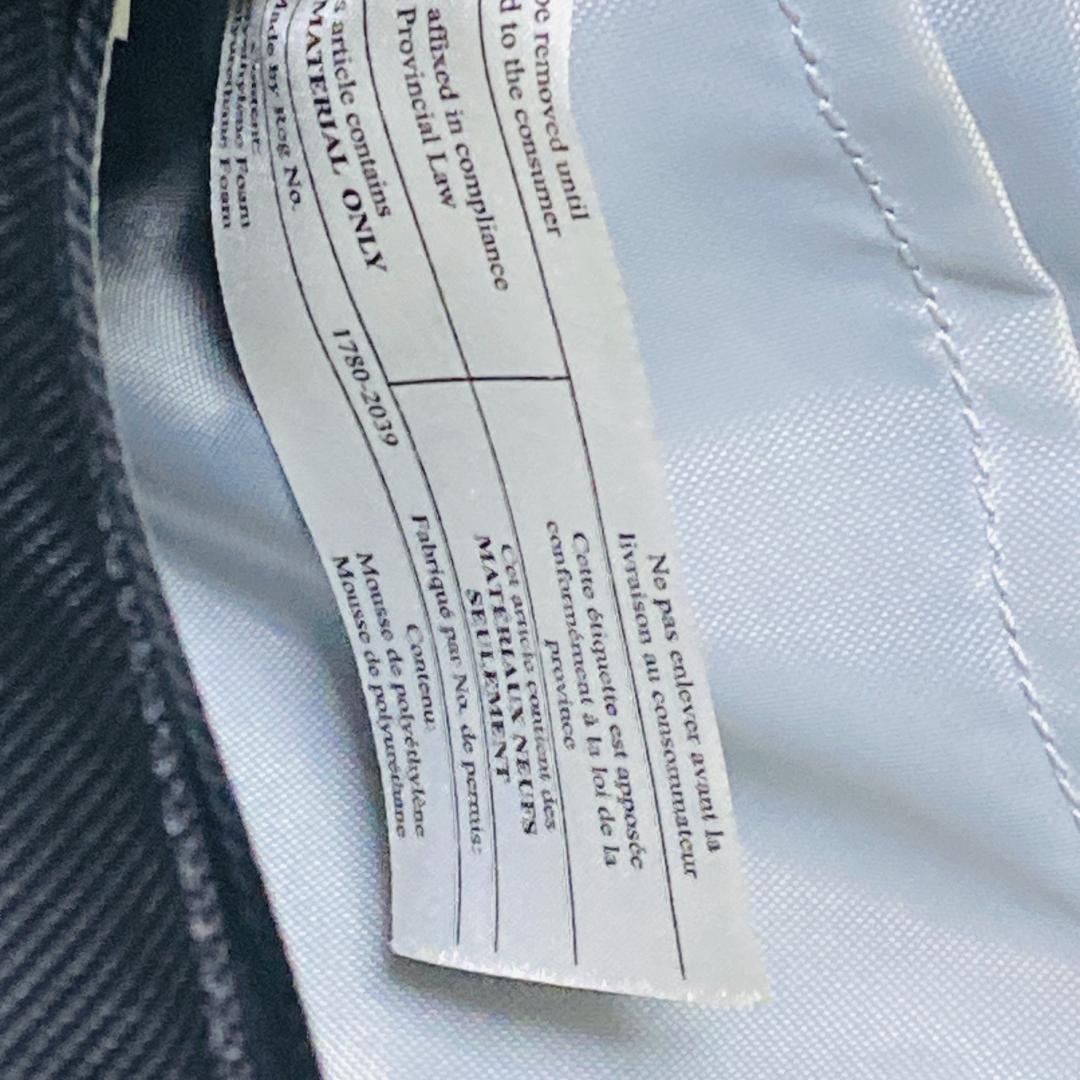 be removed until
d to the consumer
affixed in compliance
Provincial Law
s article contains
MATERIAL ONLY
Made by Reg No.
1780-2039
Foam
Foam
Ne pas enlever avant la
livraison au consommateur
Cette étiquette est apposée
conformément à la loi de la
province
Cet article contient des
MATÉRIAUX NEUFS
SEULEMENT
Fabriqué par No. de permis:
Contenu:
Mousse de polyéthylène
Mousse de polyuréthane